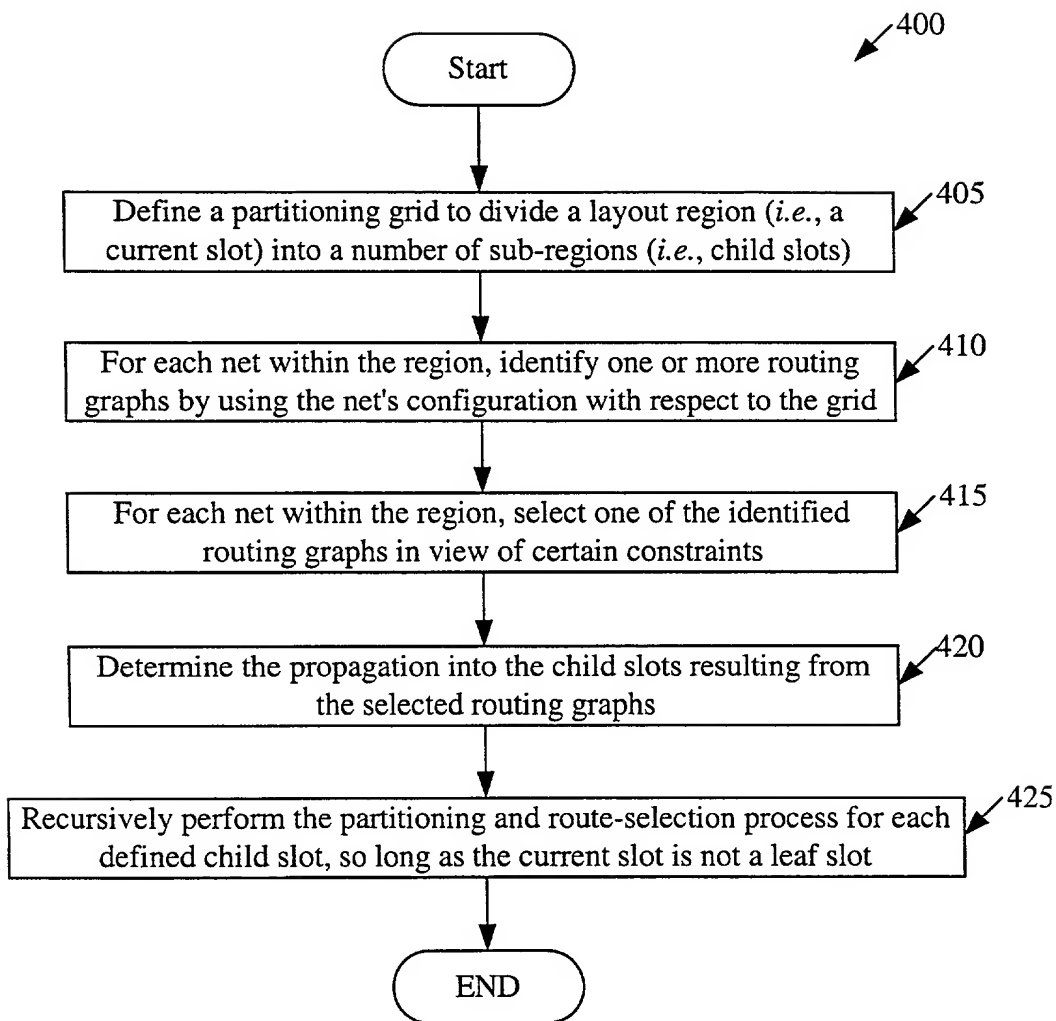 400
Start
405
Define a partitioning grid to divide a layout region (i.e., a
current slot) into a number of sub-regions (i.e., child slots)
410
For each net within the region, identify one or more routing
graphs by using the net's configuration with respect to the grid
415
For each net within the region, select one of the identified
routing graphs in view of certain constraints
420
Determine the propagation into the child slots resulting from
the selected routing graphs
425
Recursively perform the partitioning and route-selection process for each
defined child slot, so long as the current slot is not a leaf slot
END